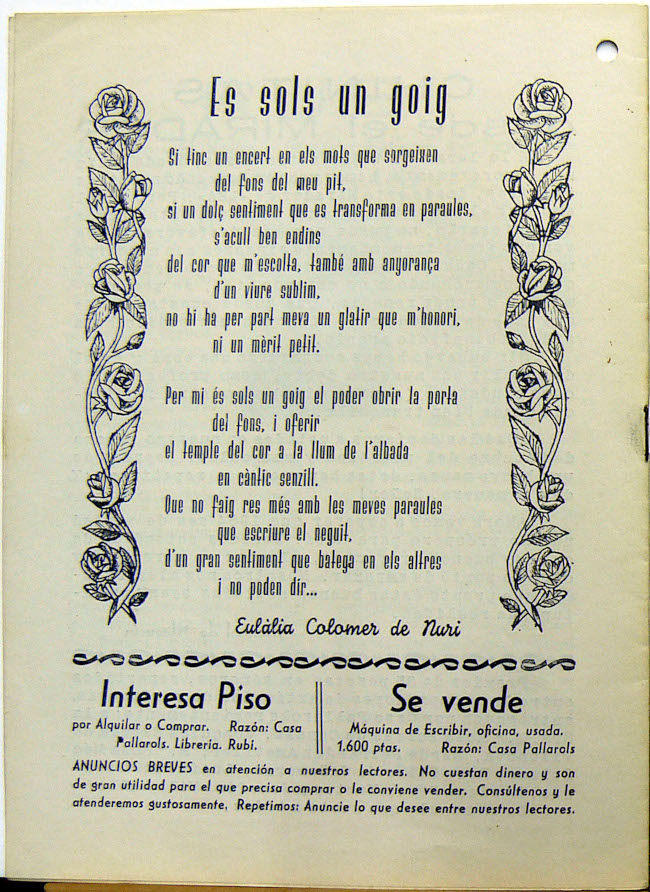 Es sols un goig
Si tinc un encert en els mots que sorgeixen
del fons del meu pit,
si un dolç sentiment que es transforma en paraules,
s'acull ben endins
del cor que m'escolta, també amb anyorança
d'un viure sublim,
no hi ha per part meva un glatir que m'honori,
ni un mèrit petit.
Per mi és sols un goig el poder obrir la porta
del fons, i oferir
el temple del cor a la llum de l'albada
en càntic senzill.
Que no faig res més amb les meves paraules
que escriure el neguit,
d'un gran sentiment que batega en els altres
i no poden dir...
Eulàlia Colomer de Nuri
Interesa Piso
por Alquilar o Comprar. Razón: Casa
Pallarols. Librería. Rubí.
Se vende
Máquina de Escribir, oficina, usada.
1.600 ptas. Razón: Casa Pallarols
ANUNCIOS BREVES en atención a nuestros lectores. No cuestan dinero y son
de gran utilidad para el que precisa comprar o le conviene vender. Consúltenos y le
atenderemos gustosamente. Repetimos: Anuncie lo que desee entre nuestros lectores.